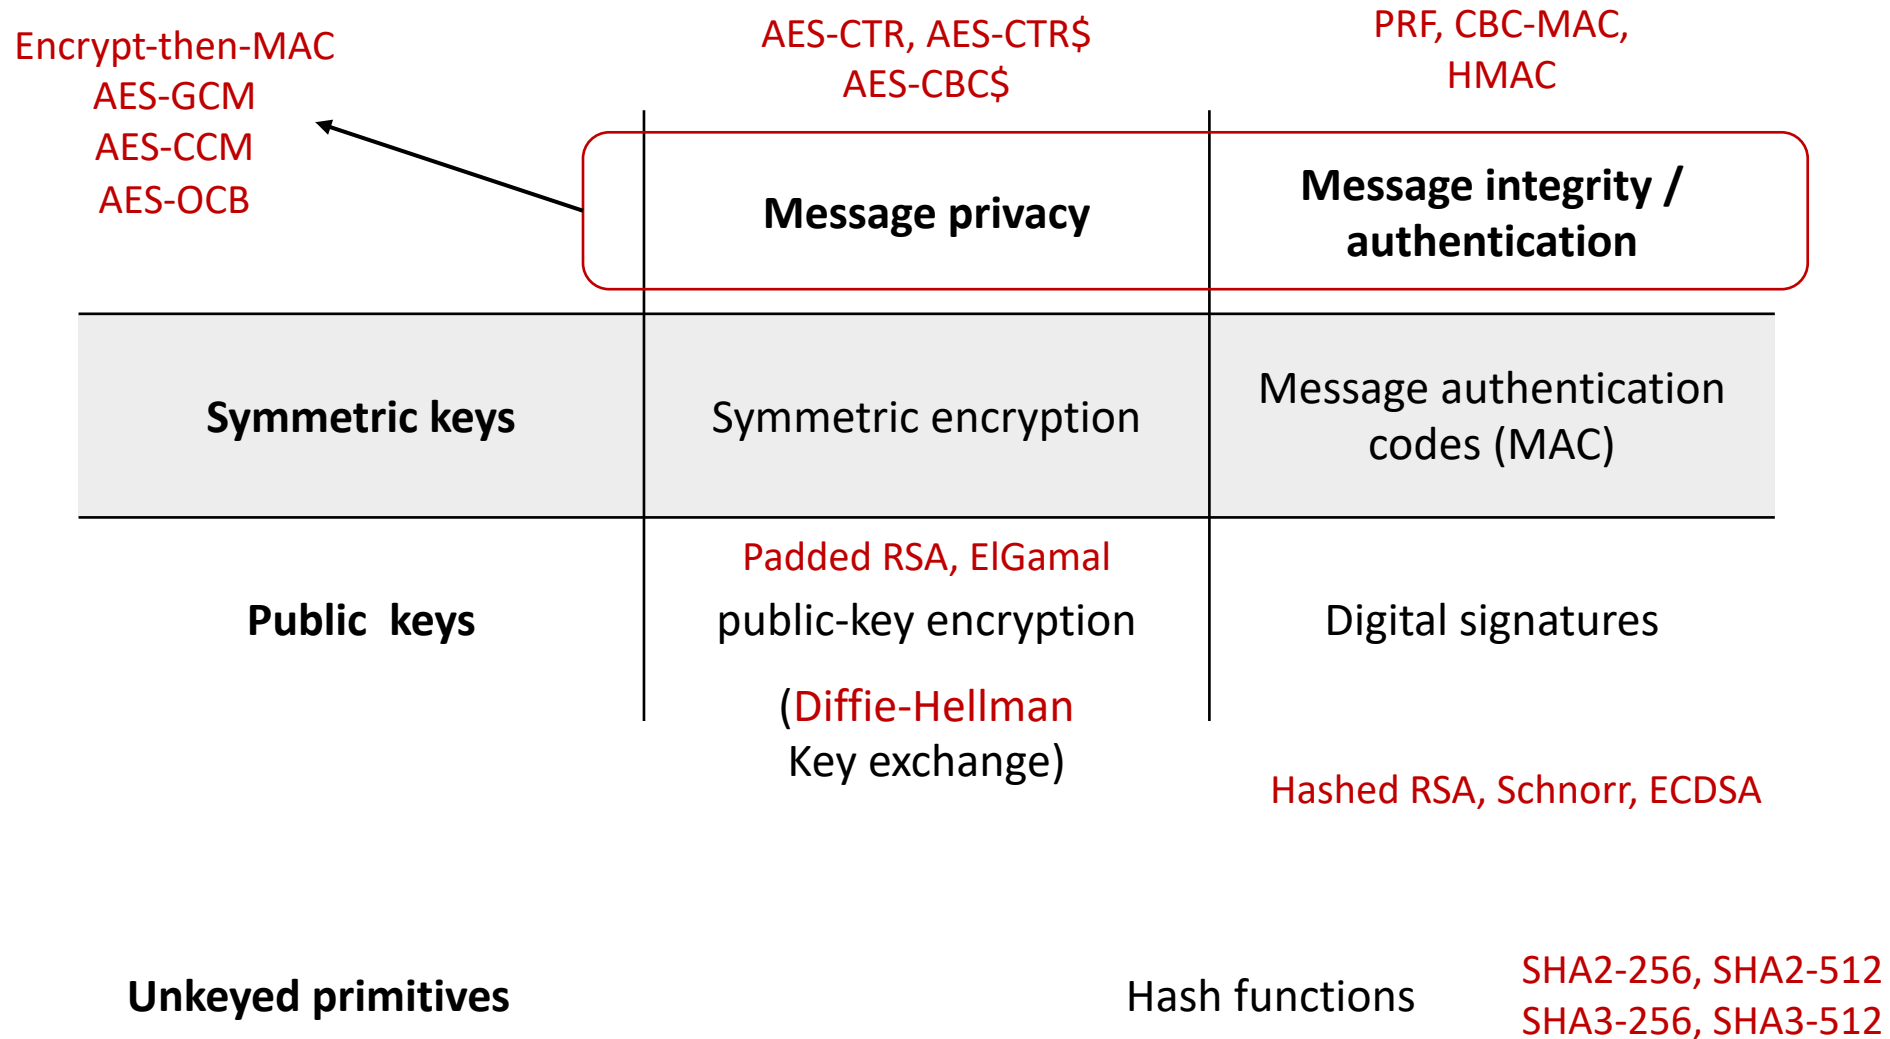 Encrypt-then-MAC
AES-GCM
AES-CCM
AES-OCB
AES-CTR, AES-CTR$
AES-CBC$
PRF, CBC-MAC,
HMAC
Message privacy
Message integrity /
authentication
Symmetric keys
Symmetric encryption
Message authentication
codes (MAC)
Public keys
Padded RSA, ElGamal
public-key encryption
(Diffie-Hellman
Key exchange)
Digital signatures
Hashed RSA, Schnorr, ECDSA
Unkeyed primitives
Hash functions
SHA2-256, SHA2-512
SHA3-256, SHA3-512